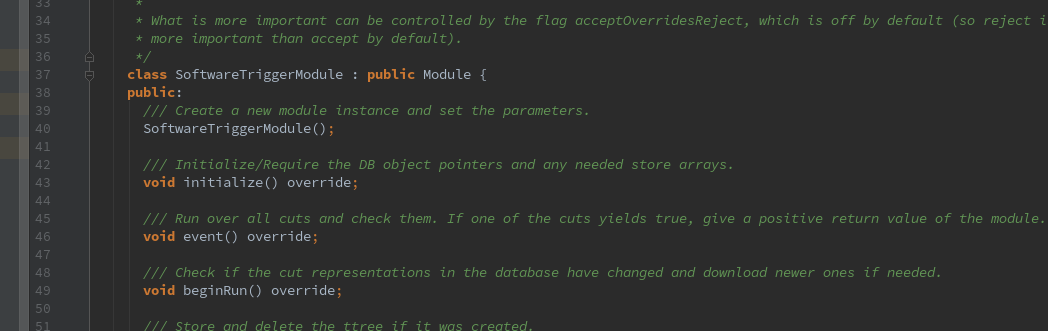 33 *
34 * What is more important can be controlled by the flag acceptOverridesReject, which is off by default (so reject i
35 * more important than accept by default).
36 */
37 class SoftwareTriggerModule : public Module {
38 public:
39 /// Create a new module instance and set the parameters.
40 SoftwareTriggerModule();
41
42 /// Initialize/Require the DB object pointers and any needed store arrays.
43 void initialize() override;
44
45 /// Run over all cuts and check them. If one of the cuts yields true, give a positive return value of the module.
46 void event() override;
47
48 /// Check if the cut representations in the database have changed and download newer ones if needed.
49 void beginRun() override;
50
51 /// Store and delete the ttree if it was created.